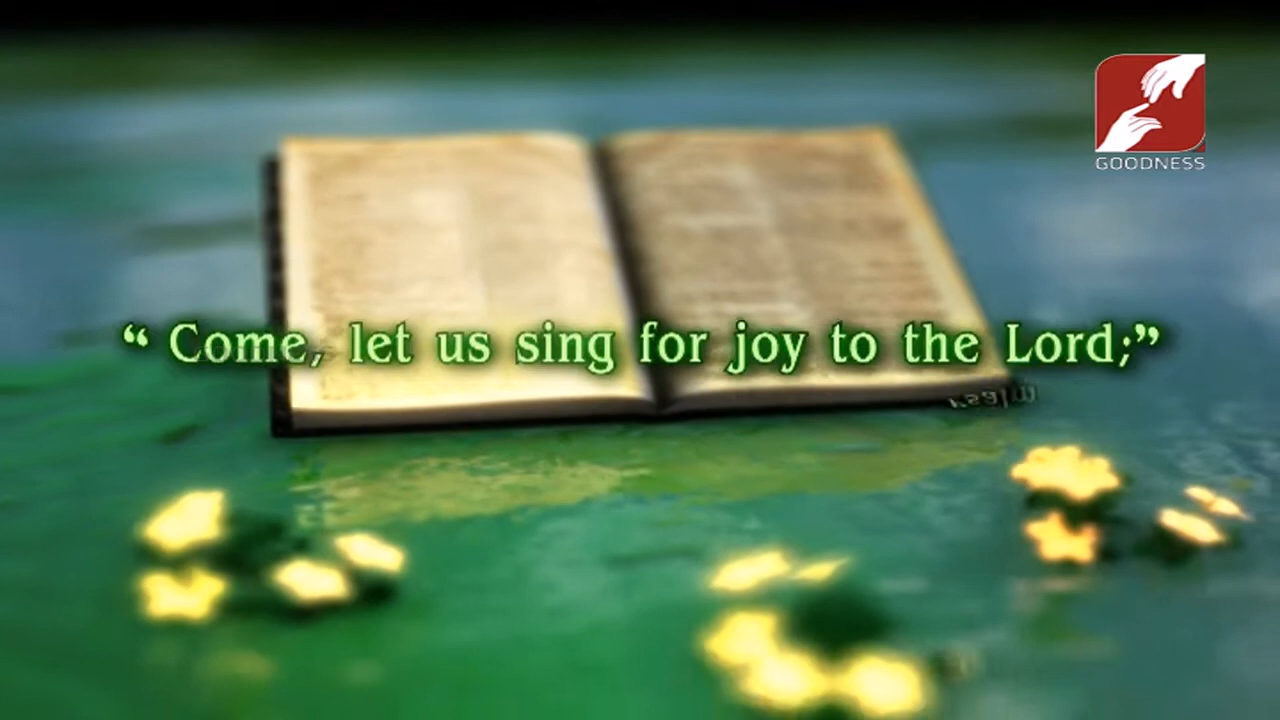 GOODNESS
“ Come, let us sing for joy to the Lord;”